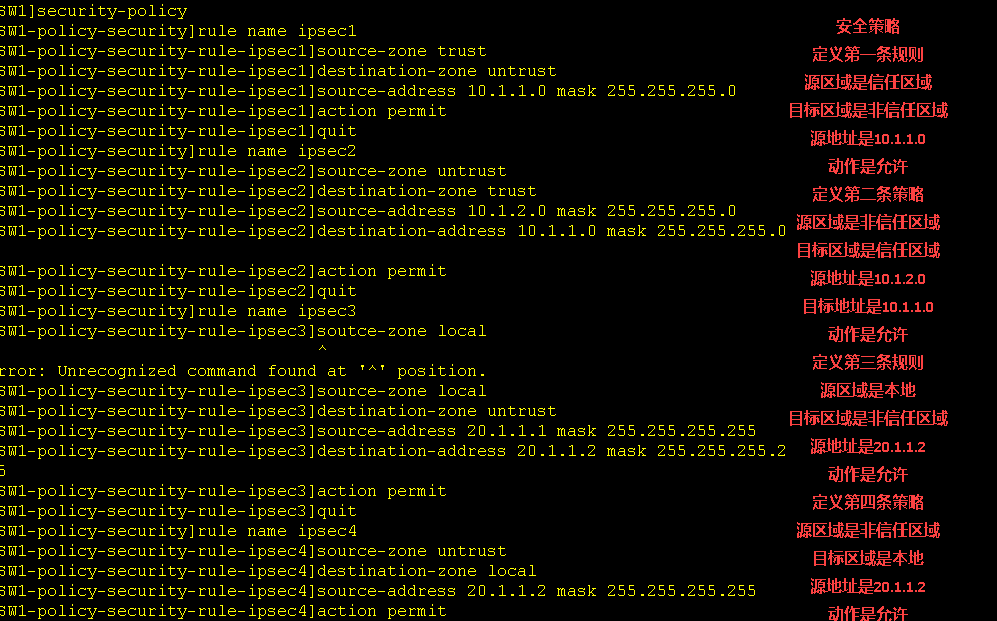 SW1]security-policy
SW1-policy-security]rule name ipsec1
SW1-policy-security-rule-ipsec1]source-zone trust
SW1-policy-security-rule-ipsec1]destination-zone untrust
SW1-policy-security-rule-ipsec1]source-address 10.1.1.0 mask 255.255.255.0
SW1-policy-security-rule-ipsec1]action permit
SW1-policy-security-rule-ipsec1]quit
SW1-policy-security]rule name ipsec2
SW1-policy-security-rule-ipsec2]source-zone untrust
SW1-policy-security-rule-ipsec2]destination-zone trust
SW1-policy-security-rule-ipsec2]source-address 10.1.2.0 mask 255.255.255.0
SW1-policy-security-rule-ipsec2]destination-address 10.1.1.0 mask 255.255.255.0
SW1-policy-security-rule-ipsec2]action permit
SW1-policy-security-rule-ipsec2]quit
SW1-policy-security]rule name ipsec3
SW1-policy-security-rule-ipsec3]soutce-zone local
^
rror: Unrecognized command found at '^' position.
SW1-policy-security-rule-ipsec3]source-zone local
SW1-policy-security-rule-ipsec3]destination-zone untrust
SW1-policy-security-rule-ipsec3]source-address 20.1.1.1 mask 255.255.255.255
SW1-policy-security-rule-ipsec3]destination-address 20.1.1.2 mask 255.255.255.2
5
SW1-policy-security-rule-ipsec3]action permit
SW1-policy-security-rule-ipsec3]quit
SW1-policy-security]rule name ipsec4
SW1-policy-security-rule-ipsec4]source-zone untrust
SW1-policy-security-rule-ipsec4]destination-zone local
SW1-policy-security-rule-ipsec4]source-address 20.1.1.2 mask 255.255.255.255
SW1-policy-security-rule-ipsec4]action permit
安全策略
定义第一条规则
源区域是信任区域
目标区域是非信任区域
源地址是10.1.1.0
动作是允许
定义第二条策略
源区域是非信任区域
目标区域是信任区域
源地址是10.1.2.0
目标地址是10.1.1.0
动作是允许
定义第三条规则
源区域是本地
目标区域是非信任区域
源地址是20.1.1.2
动作是允许
定义第四条策略
源区域是非信任区域
目标区域是本地
源地址是20.1.1.2
动作是允许